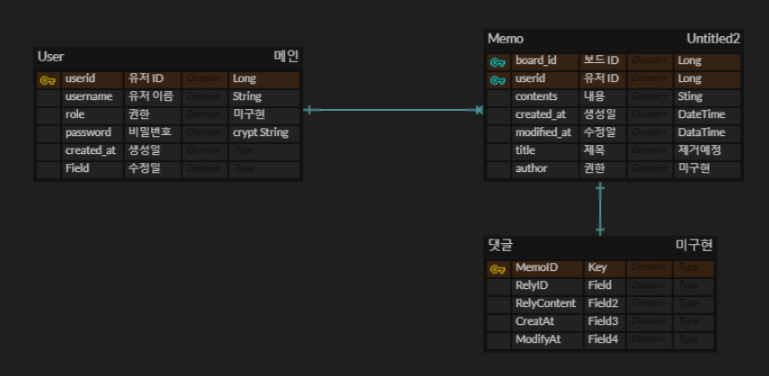 User 메인
userid 유저 ID Domain Long
username 유저 이름 Domain String
role 권한 Domain 미구현
password 비밀번호 Domain crypt String
created_at 생성일 Domain Type
Field 수정일 Domain Type
Memo Untitled2
board_id 보드 ID Domain Long
userid 유저 ID Domain Long
contents 내용 Domain Sting
created_at 생성일 Domain DateTime
modified_at 수정알 Domain DataTime
title 제목 Domain 제거예정
author 권한 Domain 미구현
댓글 미구현
MemoID Key Domain Type
RelyID Field Domain Type
RelyContent Field2 Domain Type
CreatAt Field3 Domain Type
ModifyAt Field4 Domain Type